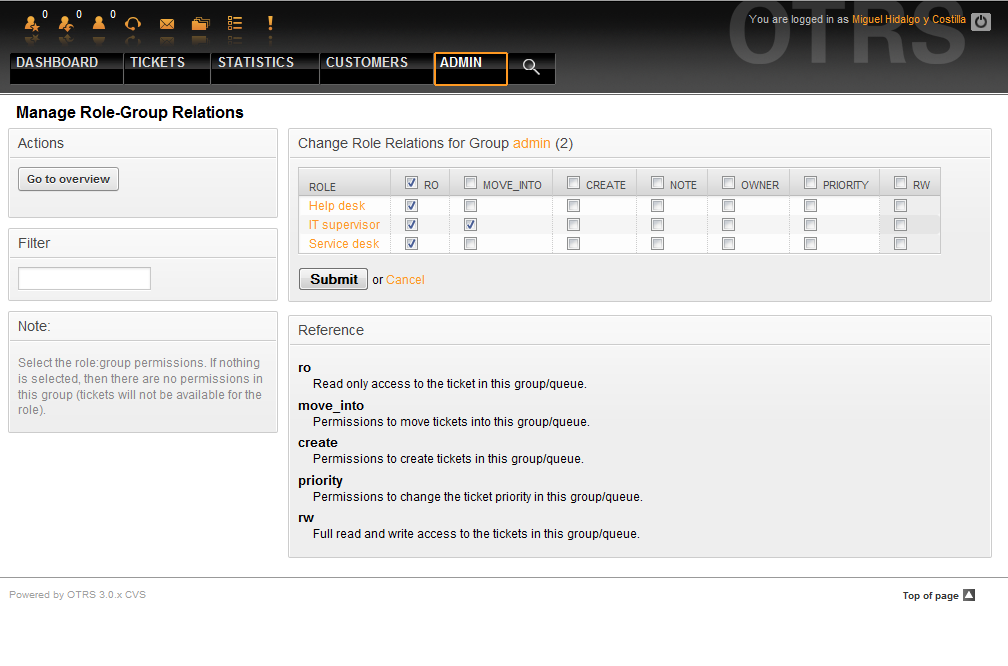 0 0 0
OTRS
You are logged in as Miguel Hidalgo y Costilla
DASHBOARD TICKETS STATISTICS CUSTOMERS ADMIN
Manage Role-Group Relations
Actions
Go to overview
Filter
Note:
Select the role:group permissions. If nothing
is selected, then there are no permissions in
this group (tickets will not be available for the
role).
Change Role Relations for Group admin (2)
ROLE RO MOVE_INTO CREATE NOTE OWNER PRIORITY RW
Help desk
IT supervisor
Service desk
Submit or Cancel
Reference
ro
Read only access to the ticket in this group/queue.
move_into
Permissions to move tickets into this group/queue.
create
Permissions to create tickets in this group/queue.
priority
Permissions to change the ticket priority in this group/queue.
rw
Full read and write access to the tickets in this group/queue.
Powered by OTRS 3.0.x CVS
Top of page